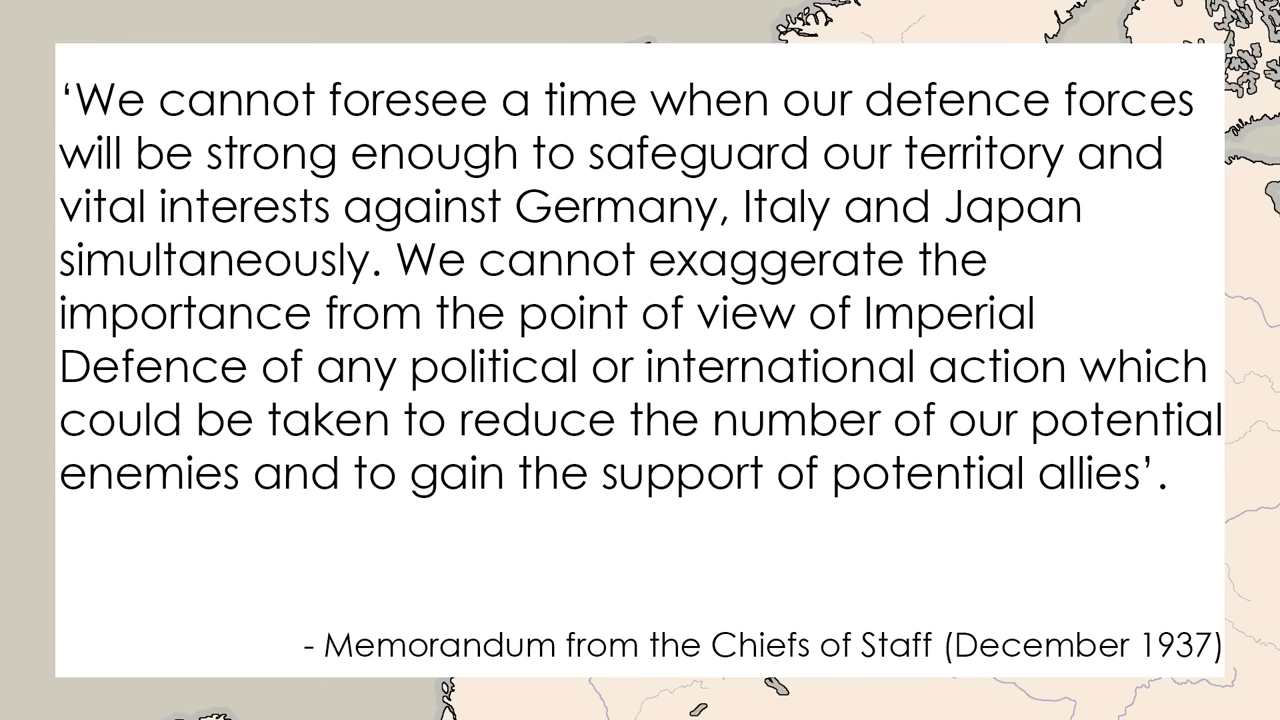 ‘We cannot foresee a time when our defence forces
will be strong enough to safeguard our territory and
vital interests against Germany, Italy and Japan
simultaneously. We cannot exaggerate the
importance from the point of view of Imperial
Defence of any political or international action which
could be taken to reduce the number of our potential
enemies and to gain the support of potential allies’.
- Memorandum from the Chiefs of Staff (December 1937)